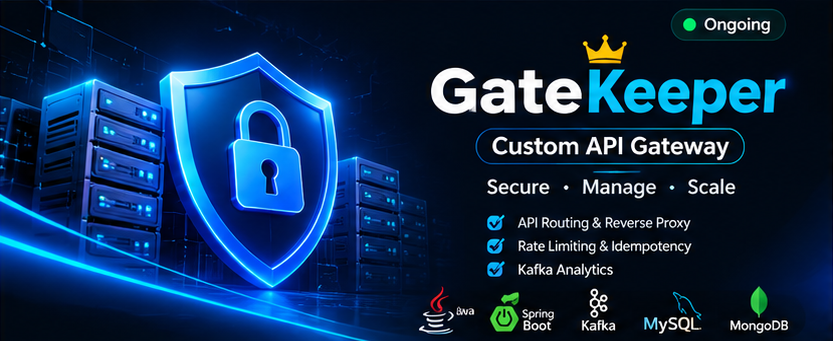 Ongoing
GateKeeper
Custom API Gateway
Secure • Manage • Scale
API Routing & Reverse Proxy
Rate Limiting & Idempotency
Kafka Analytics
Spring
Boot
Kafka
MySQL
MongoDB